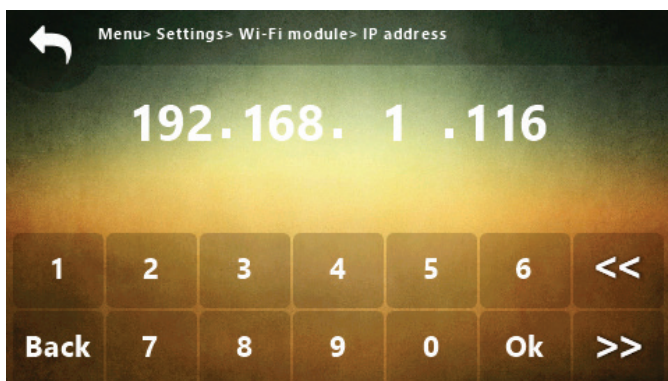 Menu> Settings> Wi-Fi module> IP address
192.168. 1 .116
1 2 3 4 5 6 <<
Back 7 8 9 0 Ok >>